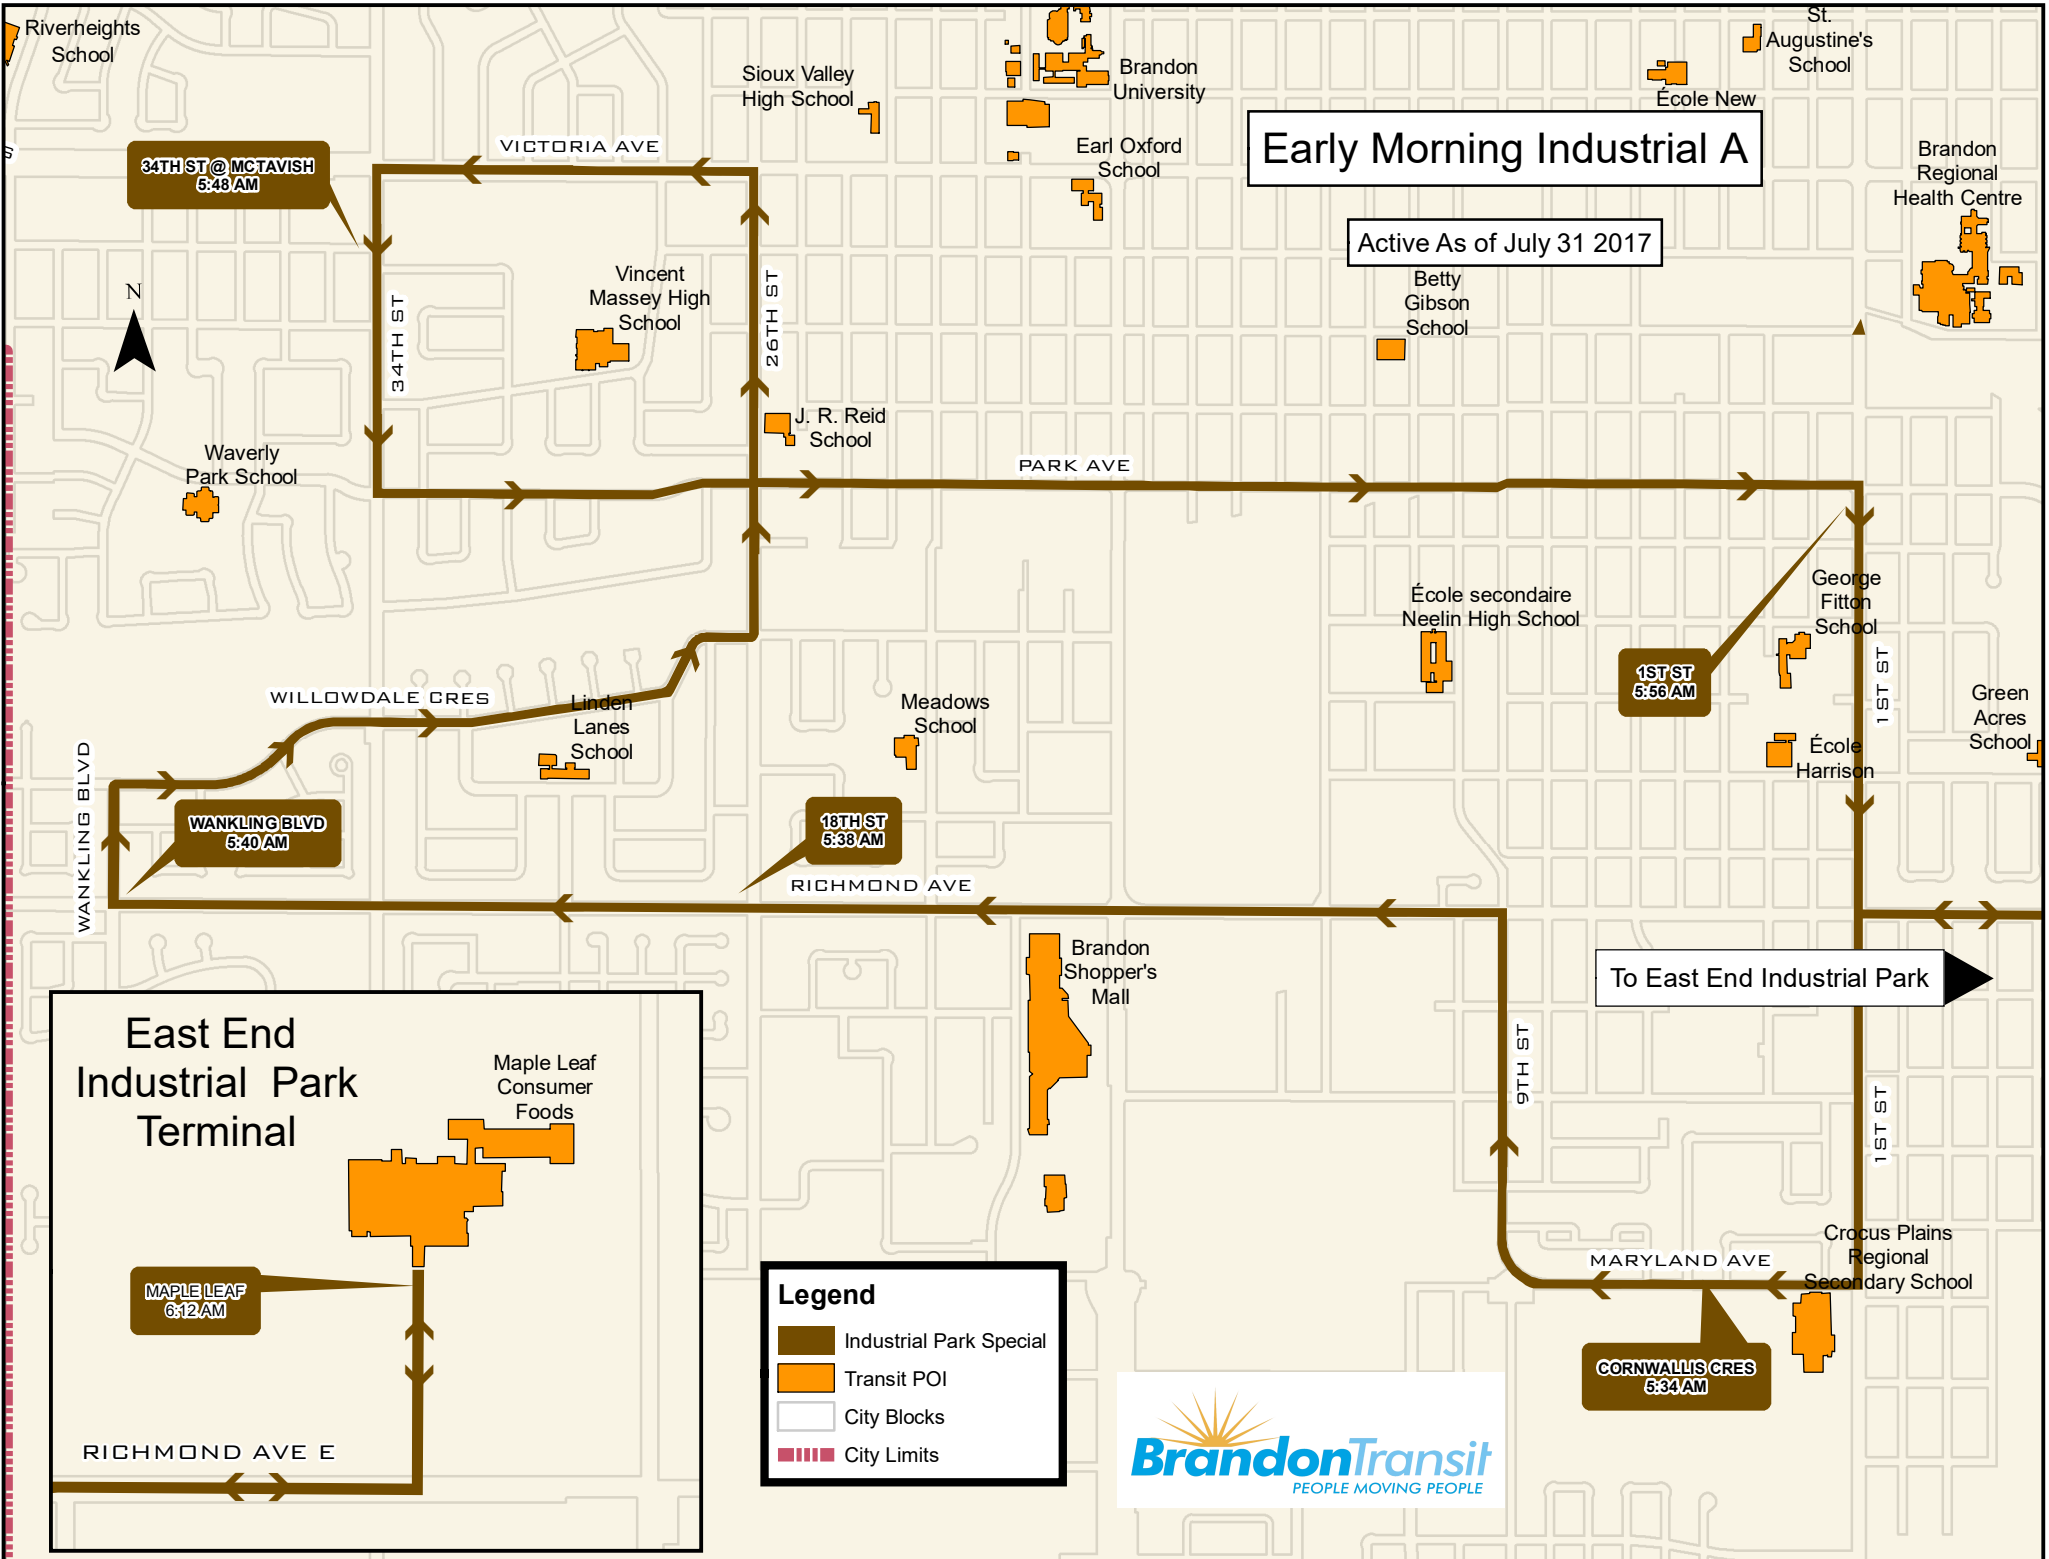 Riverheights
School
Sioux Valley
High School
Brandon
University
St.
Augustine's
School
École New
Early Morning Industrial A
Active As of July 31 2017
Brandon
Regional
Health Centre
Earl Oxford
School
VICTORIA AVE
34TH ST @ MCTAVISH
5:48 AM
N
34TH ST
Vincent
Massey High
School
26TH ST
Betty
Gibson
School
J. R. Reid
School
Waverly
Park School
PARK AVE
École secondaire
Neelin High School
George
Fitton
School
1ST ST
5:56 AM
1ST ST
Green
Acres
School
École
Harrison
WILLOWDALE CRES
Linden
Lanes
School
Meadows
School
WANKLING BLVD
WANKLING BLVD
5:40 AM
18TH ST
5:38 AM
RICHMOND AVE
Brandon
Shopper's
Mall
To East End Industrial Park
9TH ST
1ST ST
East End
Industrial Park
Terminal
Maple Leaf
Consumer
Foods
MAPLE LEAF
6:12 AM
RICHMOND AVE E
Crocus Plains
Regional
Secondary School
MARYLAND AVE
CORNWALLIS CRES
5:34 AM
Legend
Industrial Park Special
Transit POI
City Blocks
City Limits
BrandonTransit
PEOPLE MOVING PEOPLE